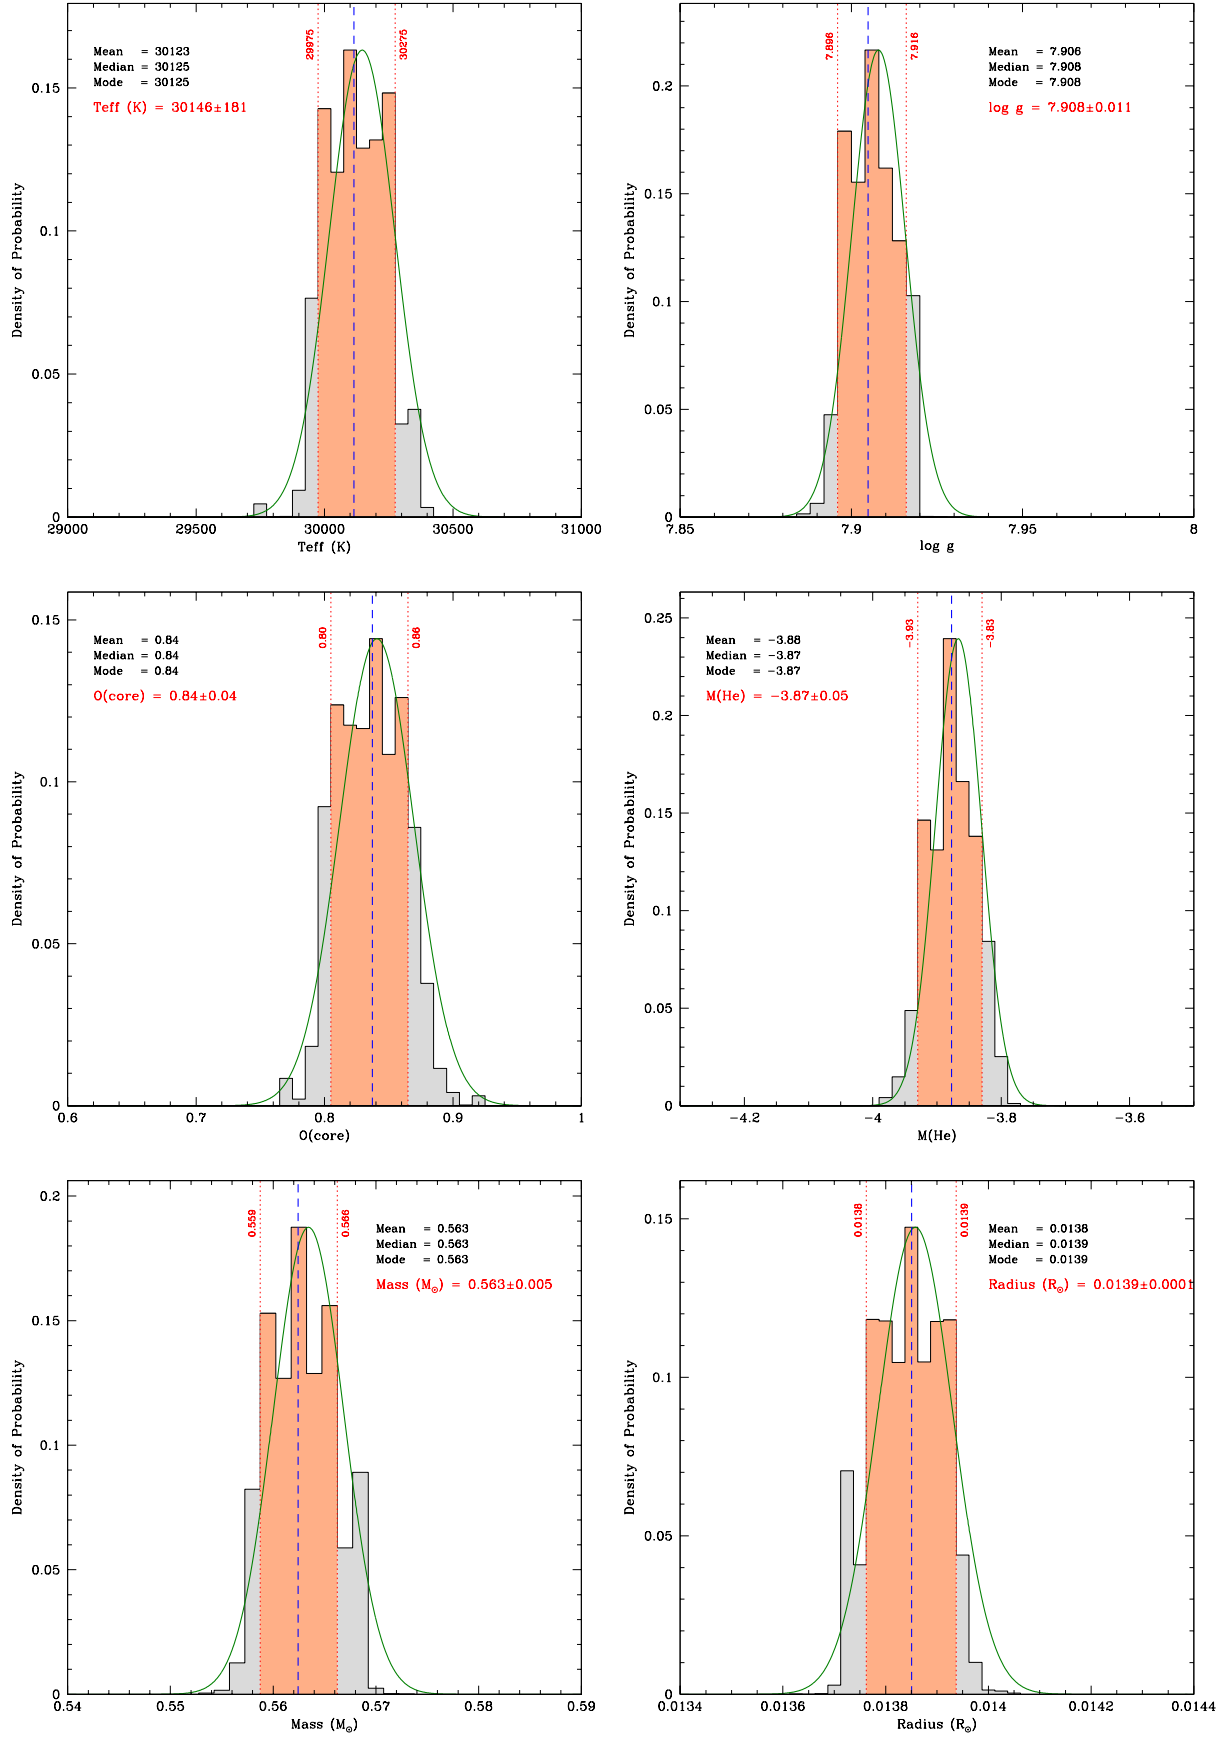 29975
30275
Mean = 30123
Median = 30125
Mode = 30125
Teff (K) = 30146±181
Density of Probability
0.15
0.1
0.05
0
29000
29500
30000
30500
31000
Teff (K)
7.896
7.916
Mean = 7.906
Median = 7.908
Mode = 7.908
log g = 7.908±0.011
Density of Probability
0.2
0.15
0.1
0.05
0
7.85
7.9
7.95
8
log g
0.80
0.86
Mean = 0.84
Median = 0.84
Mode = 0.84
O(core) = 0.84±0.04
Density of Probability
0.15
0.1
0.05
0
0.6
0.7
0.8
0.9
1
O(core)
-3.93
-3.83
Mean = -3.88
Median = -3.87
Mode = -3.87
M(He) = -3.87±0.05
Density of Probability
0.25
0.2
0.15
0.1
0.05
0
-4.2
-4
-3.8
-3.6
M(He)
0.559
0.566
Mean = 0.563
Median = 0.563
Mode = 0.563
Mass (M☉) = 0.563±0.005
Density of Probability
0.2
0.15
0.1
0.05
0
0.54
0.55
0.56
0.57
0.58
0.59
Mass (M☉)
0.0138
0.0139
Mean = 0.0138
Median = 0.0139
Mode = 0.0139
Radius (R☉) = 0.0139±0.0001
Density of Probability
0.15
0.1
0.05
0
0.0134
0.0136
0.0138
0.014
0.0142
0.0144
Radius (R☉)